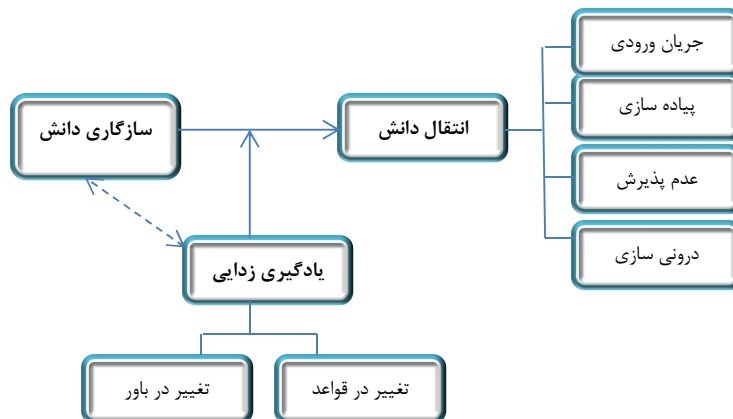 جریان ورودی
سازگاری دانش
انتقال دانش
پیاده سازی
عدم پذیرش
یادگیری زدایی
درونی سازی
تغییر در قواعد
تغییر در باور